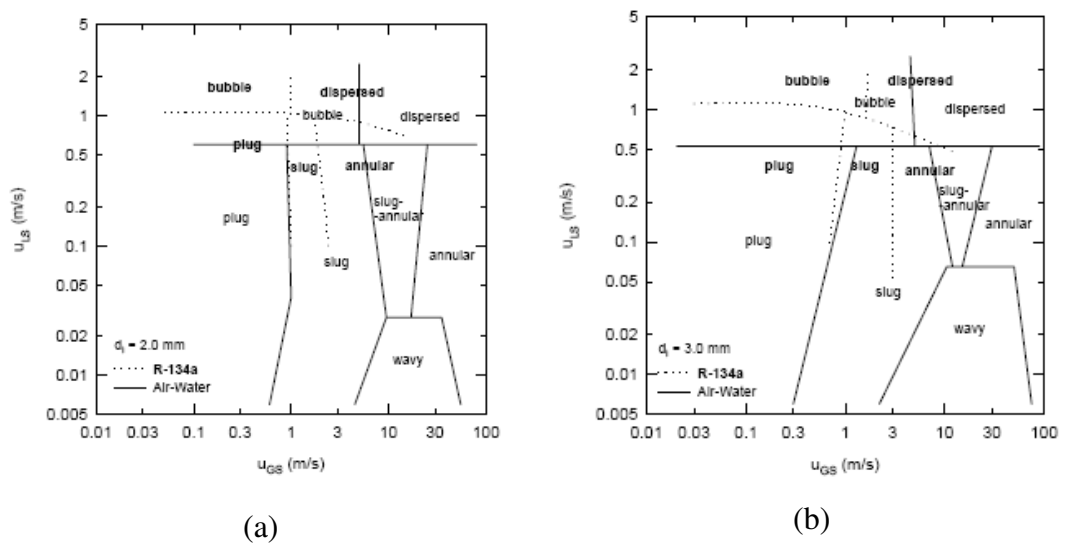 5
2
1
0.5
0.2
0.1
0.05
0.02
0.01
0.005
u_LS (m/s)
bubble
dispersed
bubble
dispersed
plug
slug
annular
plug
slug-
-annular
slug
annular
wavy
d_i = 2.0 mm
R-134a
Air-Water
0.01 0.03 0.1 0.3 1 3 10 30 100
u_GS (m/s)
(a)
5
2
1
0.5
0.2
0.1
0.05
0.02
0.01
0.005
u_LS (m/s)
bubble
dispersed
bubble
dispersed
plug
slug
annular
slug-
-annular
plug
annular
slug
wavy
d_i = 3.0 mm
R-134a
Air-Water
0.01 0.03 0.1 0.3 1 3 10 30 100
u_GS (m/s)
(b)